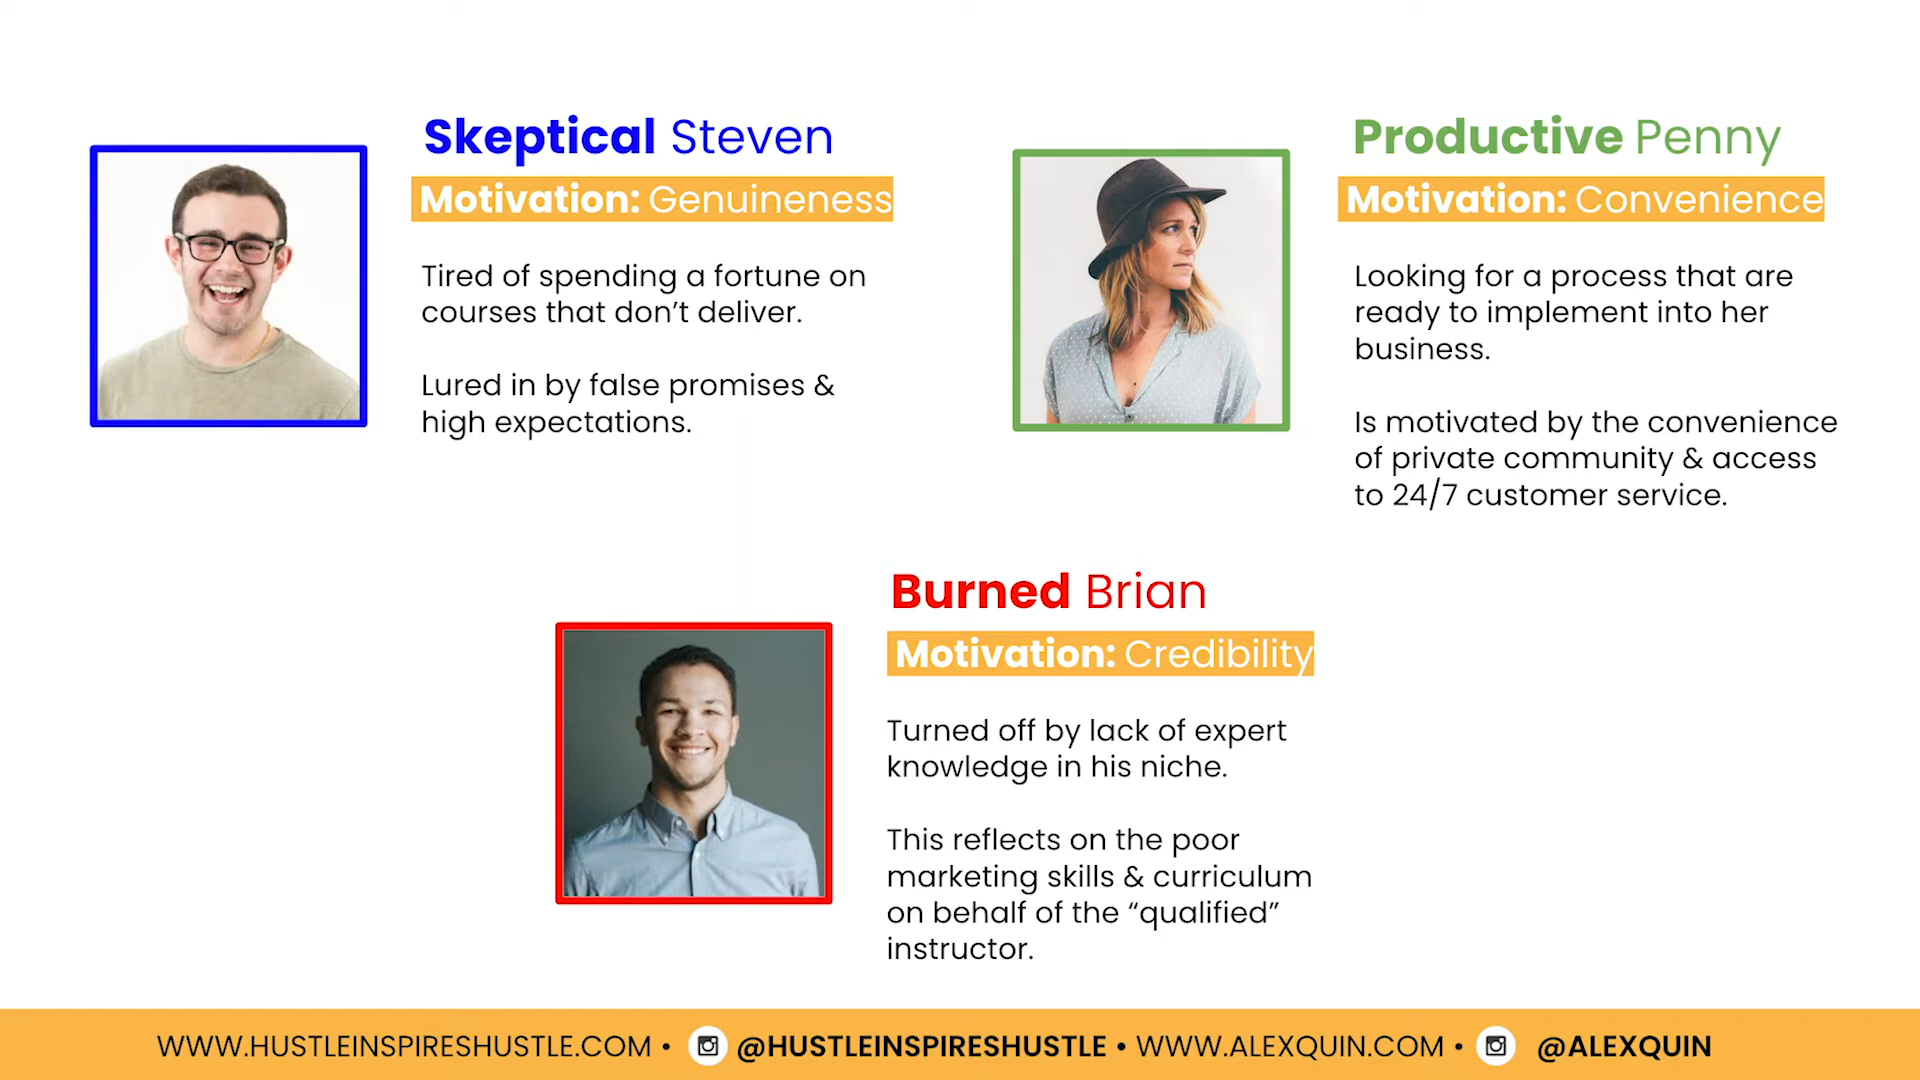 Skeptical Steven
Motivation: Genuineness
Tired of spending a fortune on
courses that don’t deliver.
Lured in by false promises &
high expectations.
Productive Penny
Motivation: Convenience
Looking for a process that are
ready to implement into her
business.
Is motivated by the convenience
of private community & access
to 24/7 customer service.
Burned Brian
Motivation: Credibility
Turned off by lack of expert
knowledge in his niche.
This reflects on the poor
marketing skills & curriculum
on behalf of the “qualified”
instructor.
WWW.HUSTLEINSPIRESHUSTLE.COM • @HUSTLEINSPIRESHUSTLE • WWW.ALEXQUIN.COM • @ALEXQUIN